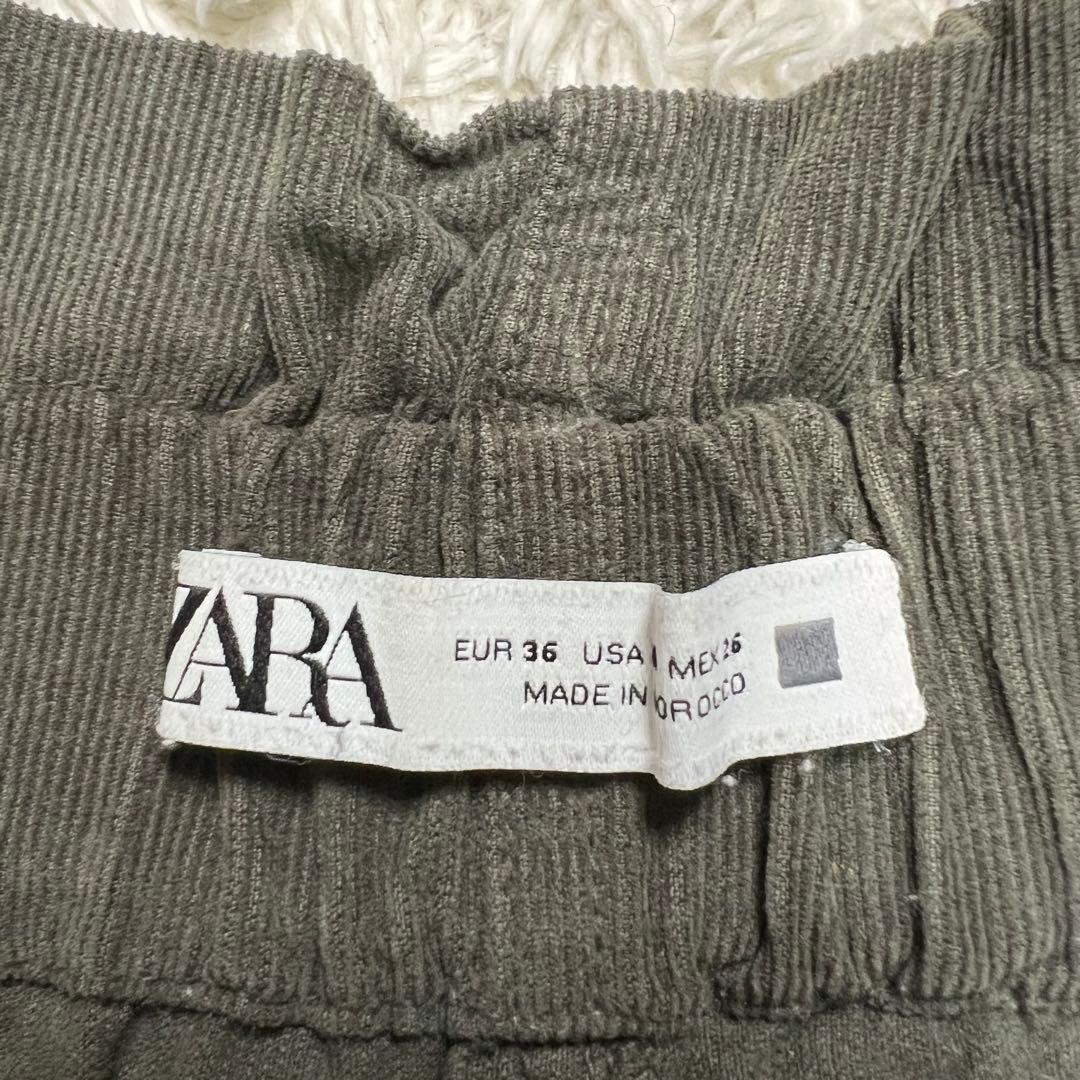 ZARA
EUR 36 USA MEX 26
MADE IN MOROCCO